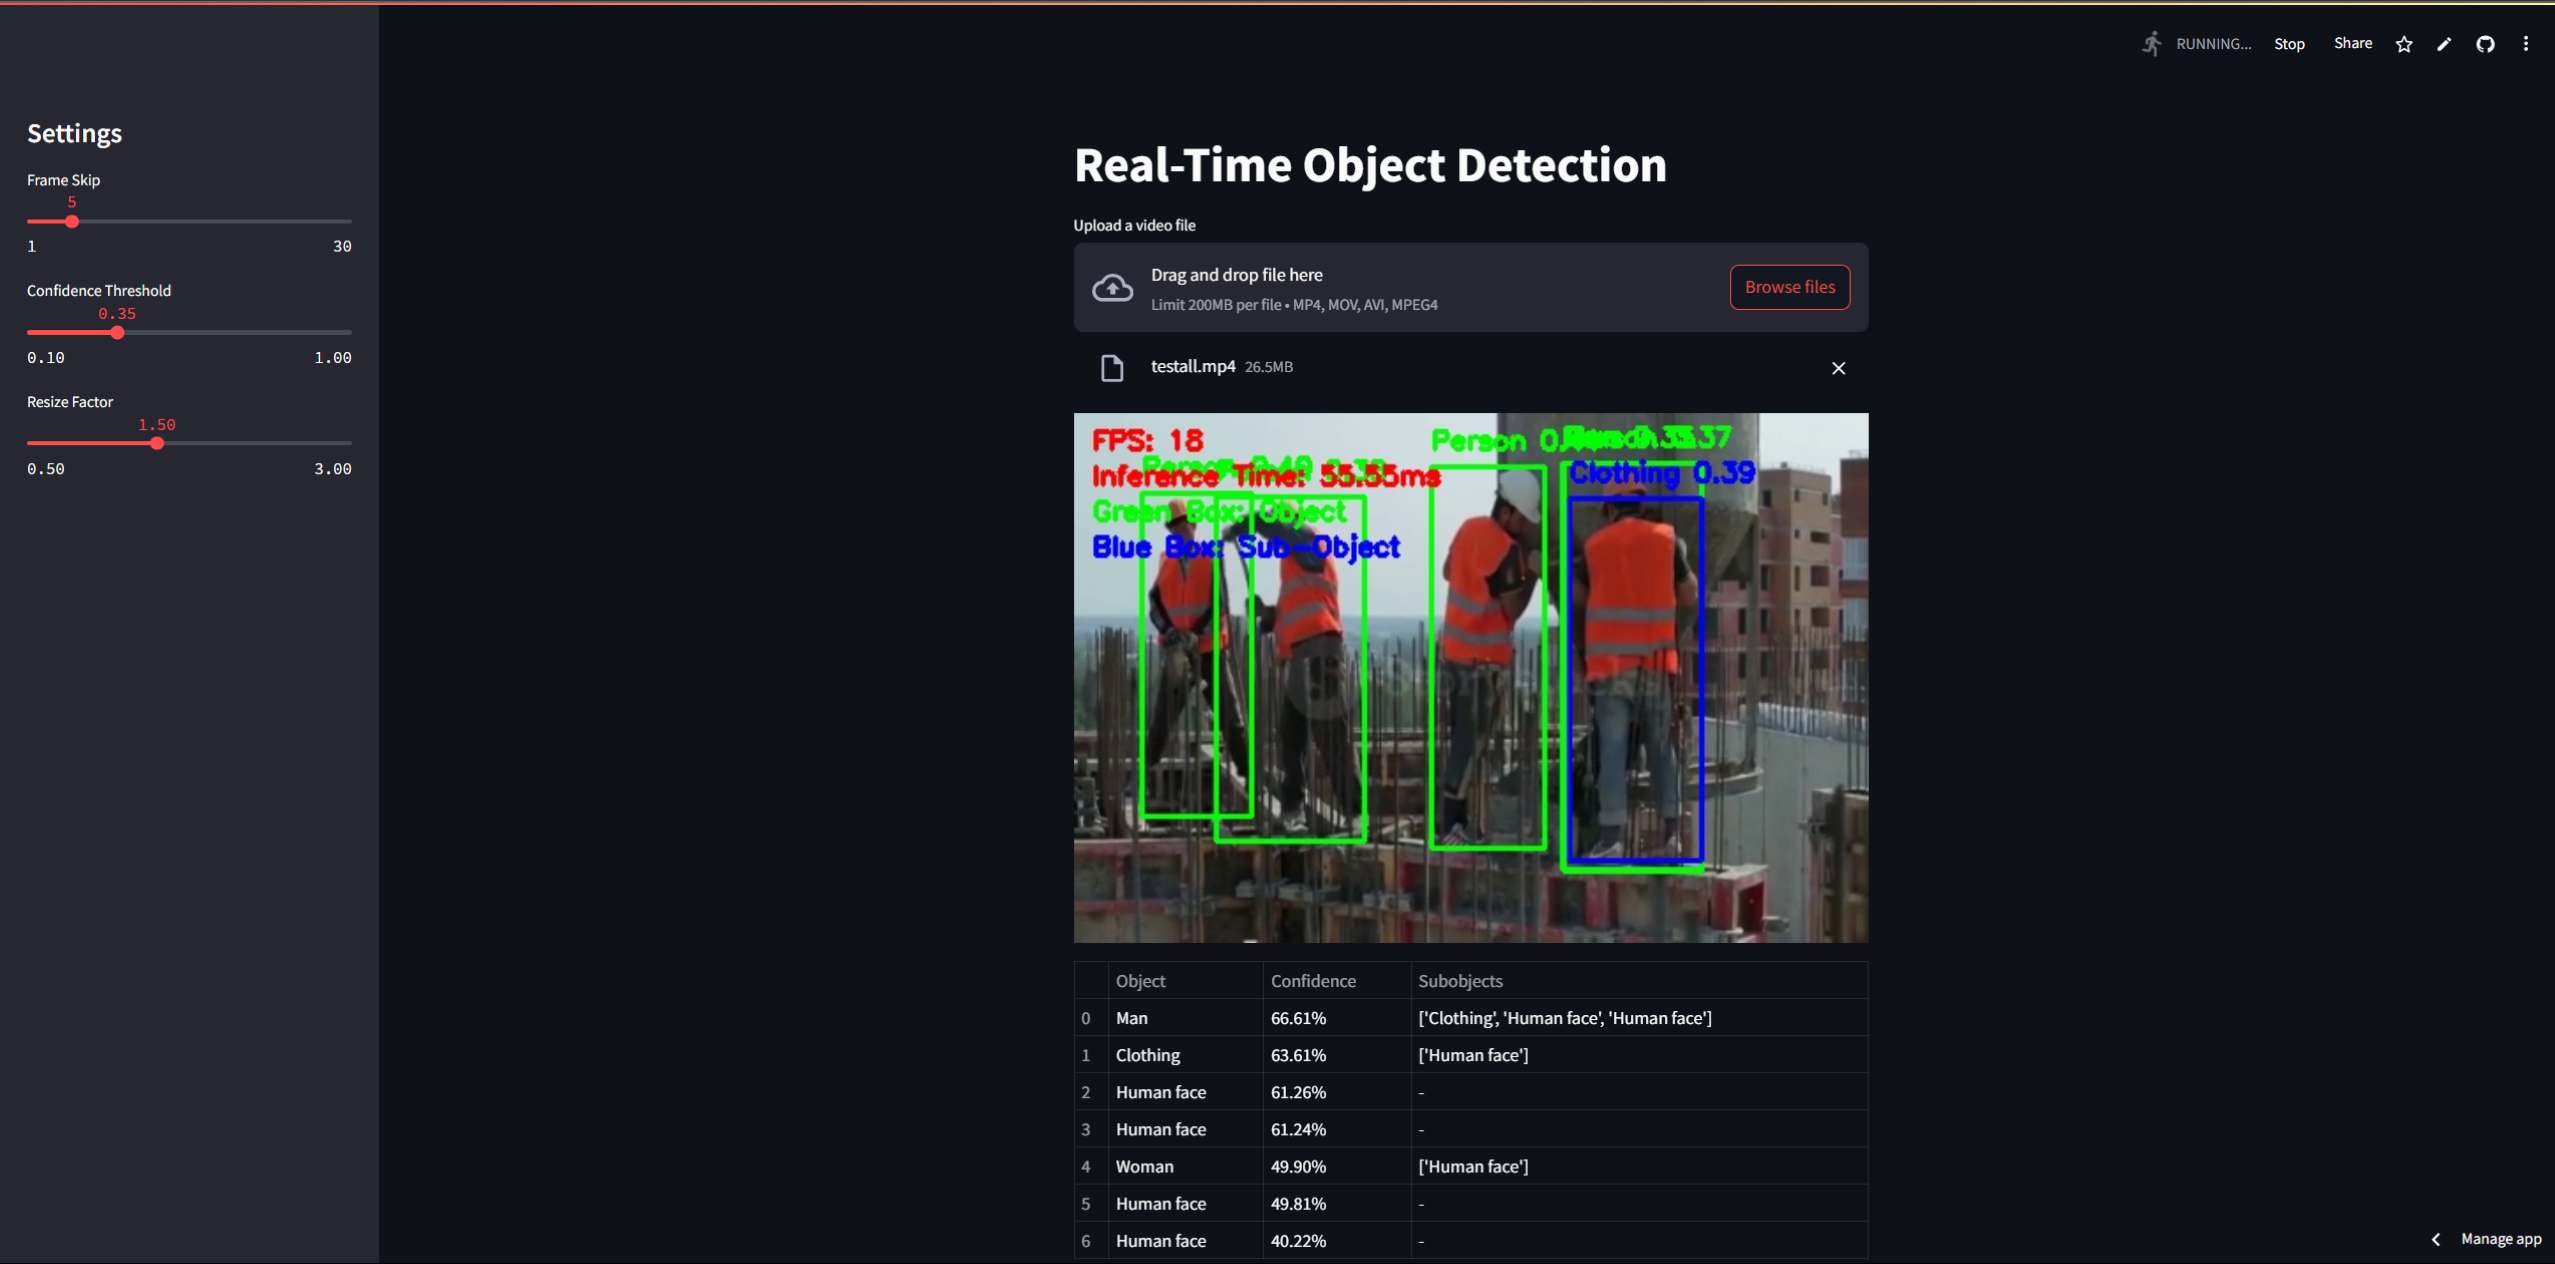 RUNNING...
Stop
Share
Settings
Frame Skip
5
1 30
Confidence Threshold
0.35
0.10 1.00
Resize Factor
1.50
0.50 3.00
Real-Time Object Detection
Upload a video file
Drag and drop file here
Limit 200MB per file • MP4, MOV, AVI, MPEG4
Browse files
testall.mp4 26.5MB
FPS: 18
Person
Inference Time: 55.55ms
Clothing 0.39
Green Box: Object
Blue Box: Sub-Object
Object Confidence Subobjects
0 Man 66.61% ['Clothing', 'Human face', 'Human face']
1 Clothing 63.61% ['Human face']
2 Human face 61.26% -
3 Human face 61.24% -
4 Woman 49.90% ['Human face']
5 Human face 49.81% -
6 Human face 40.22% -
Manage app